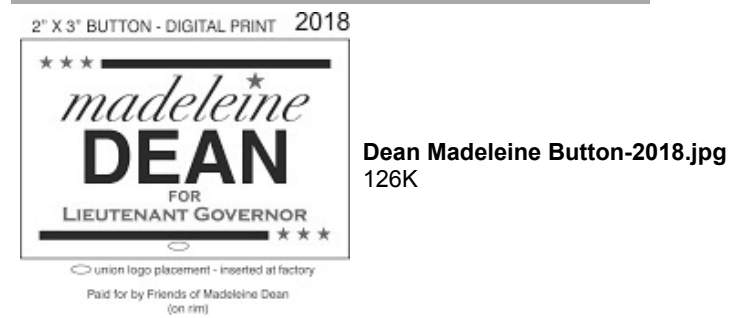 2" X 3" BUTTON - DIGITAL PRINT 2018
madeleine
DEAN
FOR
LIEUTENANT GOVERNOR
union logo placement - inserted at factory
Paid for by Friends of Madeleine Dean
(on rim)
Dean Madeleine Button-2018.jpg
126K